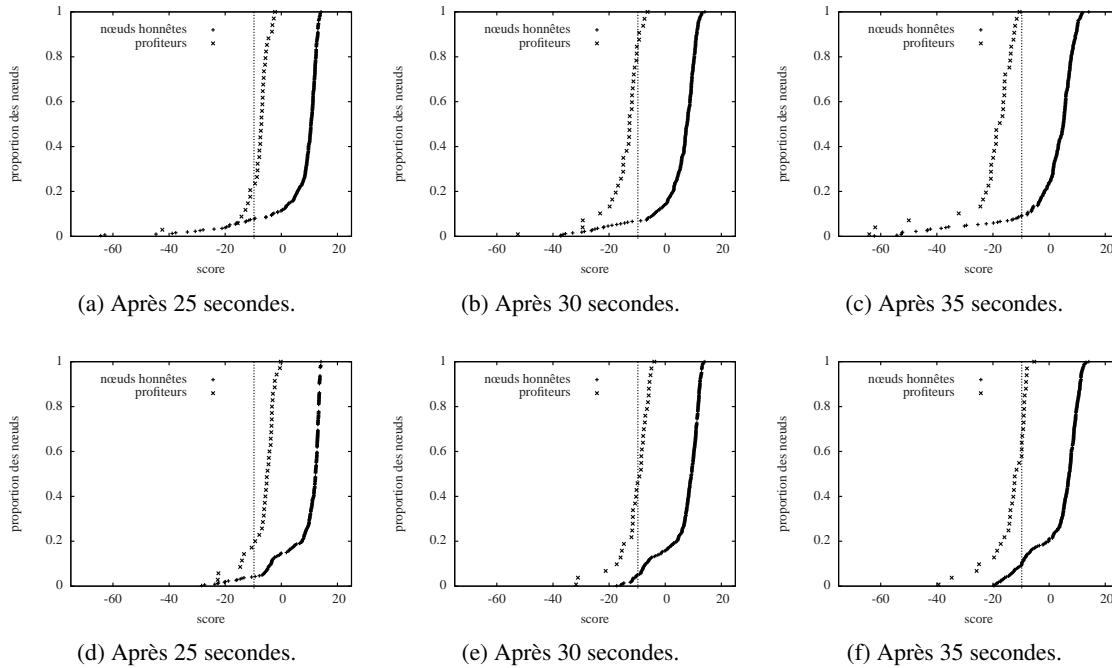 1
0.8
0.6
0.4
0.2
0
-60
-40
-20
0
20
proportion des nœuds
score
nœuds honnêtes
profiteurs
(a) Après 25 secondes.
1
0.8
0.6
0.4
0.2
0
-60
-40
-20
0
20
proportion des nœuds
score
nœuds honnêtes
profiteurs
(b) Après 30 secondes.
1
0.8
0.6
0.4
0.2
0
-60
-40
-20
0
20
proportion des nœuds
score
nœuds honnêtes
profiteurs
(c) Après 35 secondes.
1
0.8
0.6
0.4
0.2
0
-60
-40
-20
0
20
proportion des nœuds
score
nœuds honnêtes
profiteurs
(d) Après 25 secondes.
1
0.8
0.6
0.4
0.2
0
-60
-40
-20
0
20
proportion des nœuds
score
nœuds honnêtes
profiteurs
(e) Après 30 secondes.
1
0.8
0.6
0.4
0.2
0
-60
-40
-20
0
20
proportion des nœuds
score
nœuds honnêtes
profiteurs
(f) Après 35 secondes.